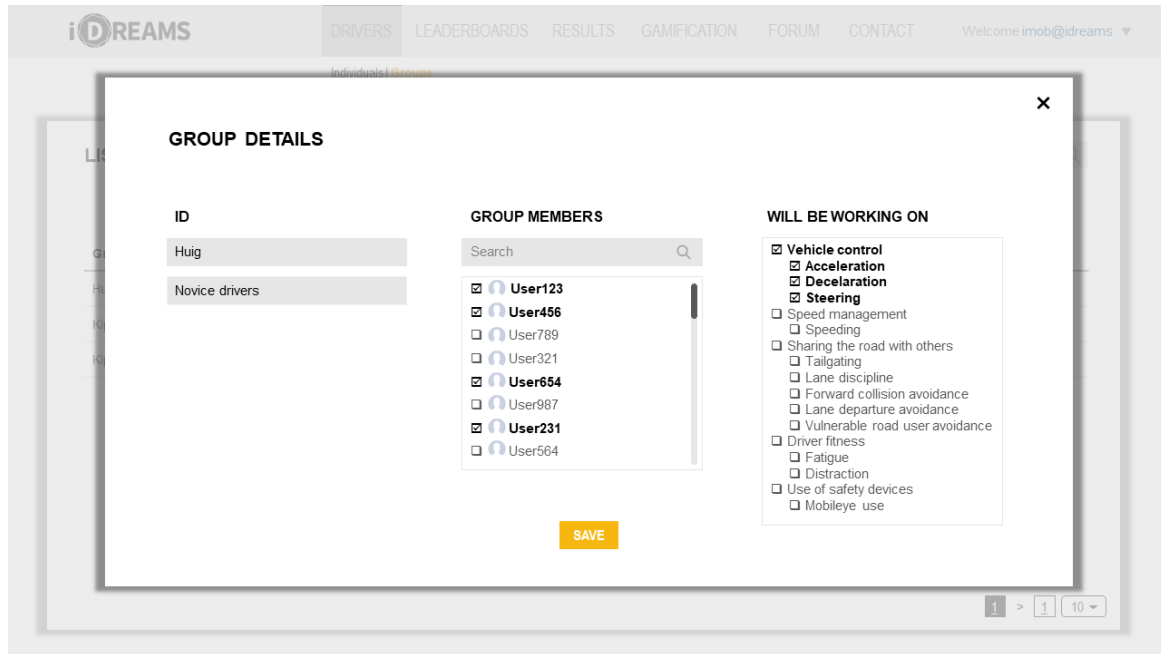 iDREAMS
DRIVERS LEADERBOARDS RESULTS GAMIFICATION FORUM CONTACT Welcome imob@idreams
Individuals | Groups
GROUP DETAILS
ID
Huig
Novice drivers
GROUP MEMBERS
Search
User123
User456
User789
User321
User654
User987
User231
User564
WILL BE WORKING ON
Vehicle control
Acceleration
Decelaration
Steering
Speed management
Speeding
Sharing the road with others
Tailgating
Lane discipline
Forward collision avoidance
Lane departure avoidance
Vulnerable road user avoidance
Driver fitness
Fatigue
Distraction
Use of safety devices
Mobileye use
SAVE
1 > 1 10